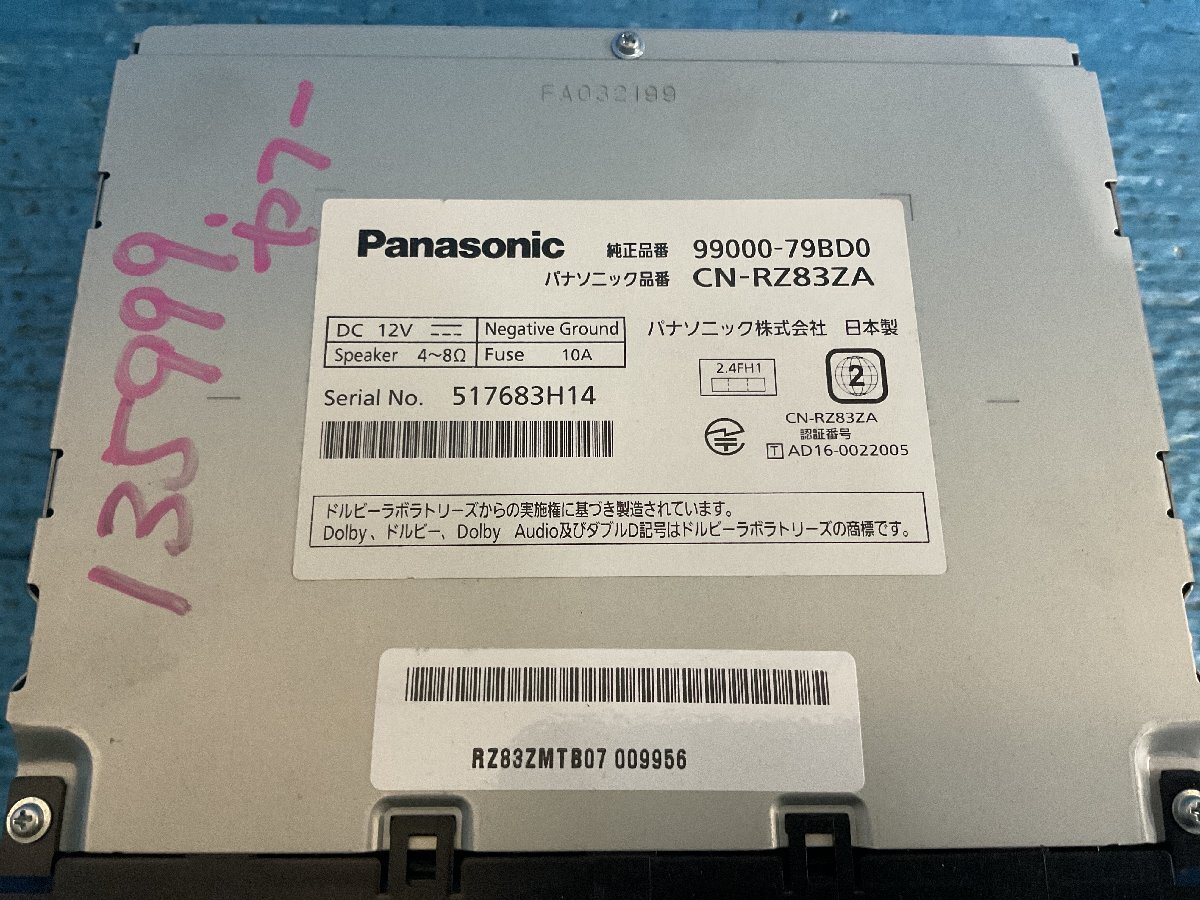 FA032199
135999
ヤフー
Panasonic 純正品番 99000-79BD0
パナソニック品番 CN-RZ83ZA
DC 12V Negative Ground
Speaker 4~8Ω Fuse 10A
パナソニック株式会社 日本製
2.4FH1
2
Serial No. 517683H14
CN-RZ83ZA
認証番号
T AD16-0022005
ドルビーラボラトリーズからの実施権に基づき製造されています。
Dolby、ドルビー、Dolby Audio及びダブルD記号はドルビーラボラトリーズの商標です。
RZ83ZMTB07 009956